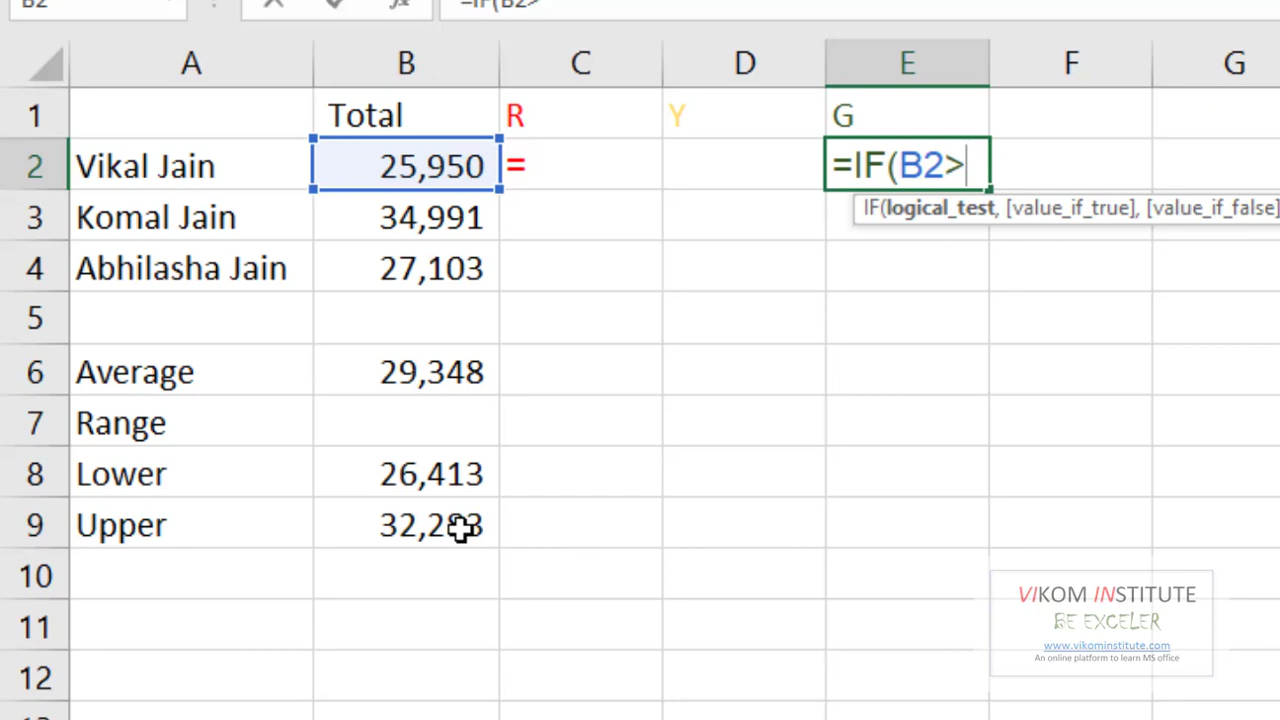 B2 =IF(B2>
A B C D E F G
1 Total R Y G
2 Vikal Jain 25,950 = =IF(B2>
IF(logical_test, [value_if_true], [value_if_false]
3 Komal Jain 34,991
4 Abhilasha Jain 27,103
5
6 Average 29,348
7 Range
8 Lower 26,413
9 Upper
10
11
12
VIKOM INSTITUTE
BE EXCELER
www.vikominstitute.com
An online platform to learn MS office